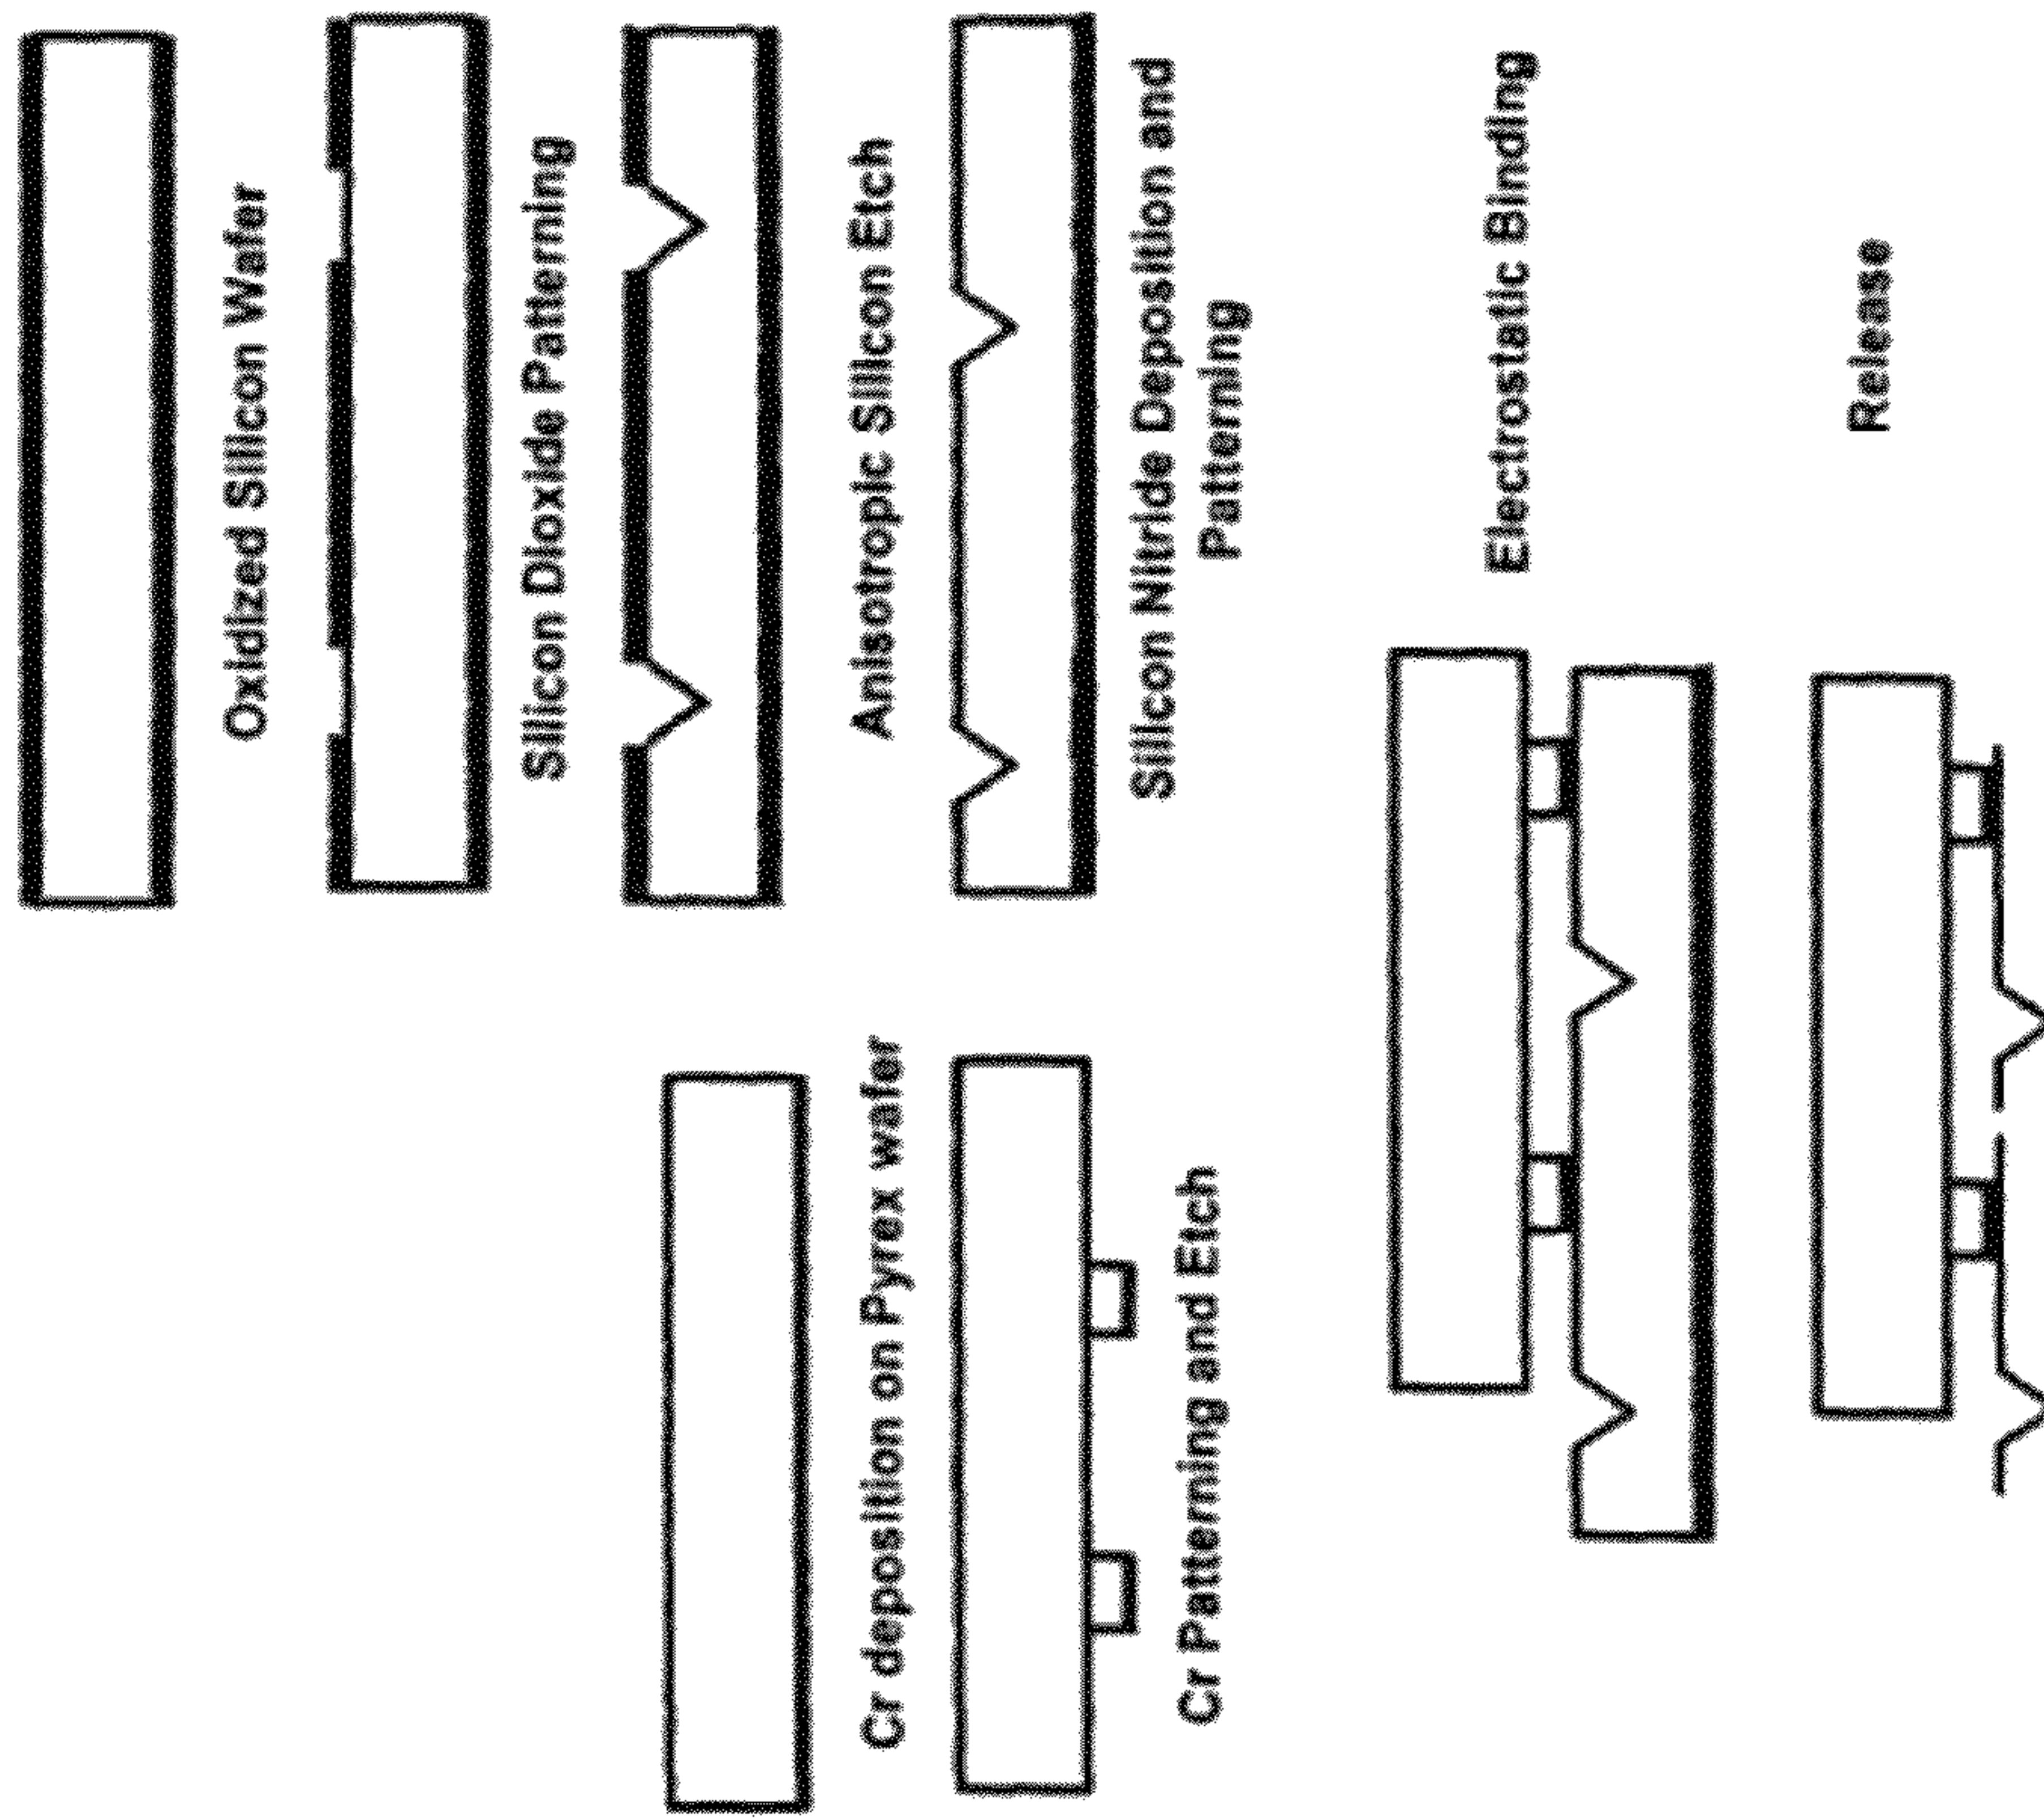 Oxidized Silicon Wafer
Silicon Dioxide Patterning
Anisotropic Silicon Etch
Silicon Nitride Deposition and
Patterning
Cr deposition on Pyrex wafer
Cr Patterning and Etch
Electrostatic Binding
Release